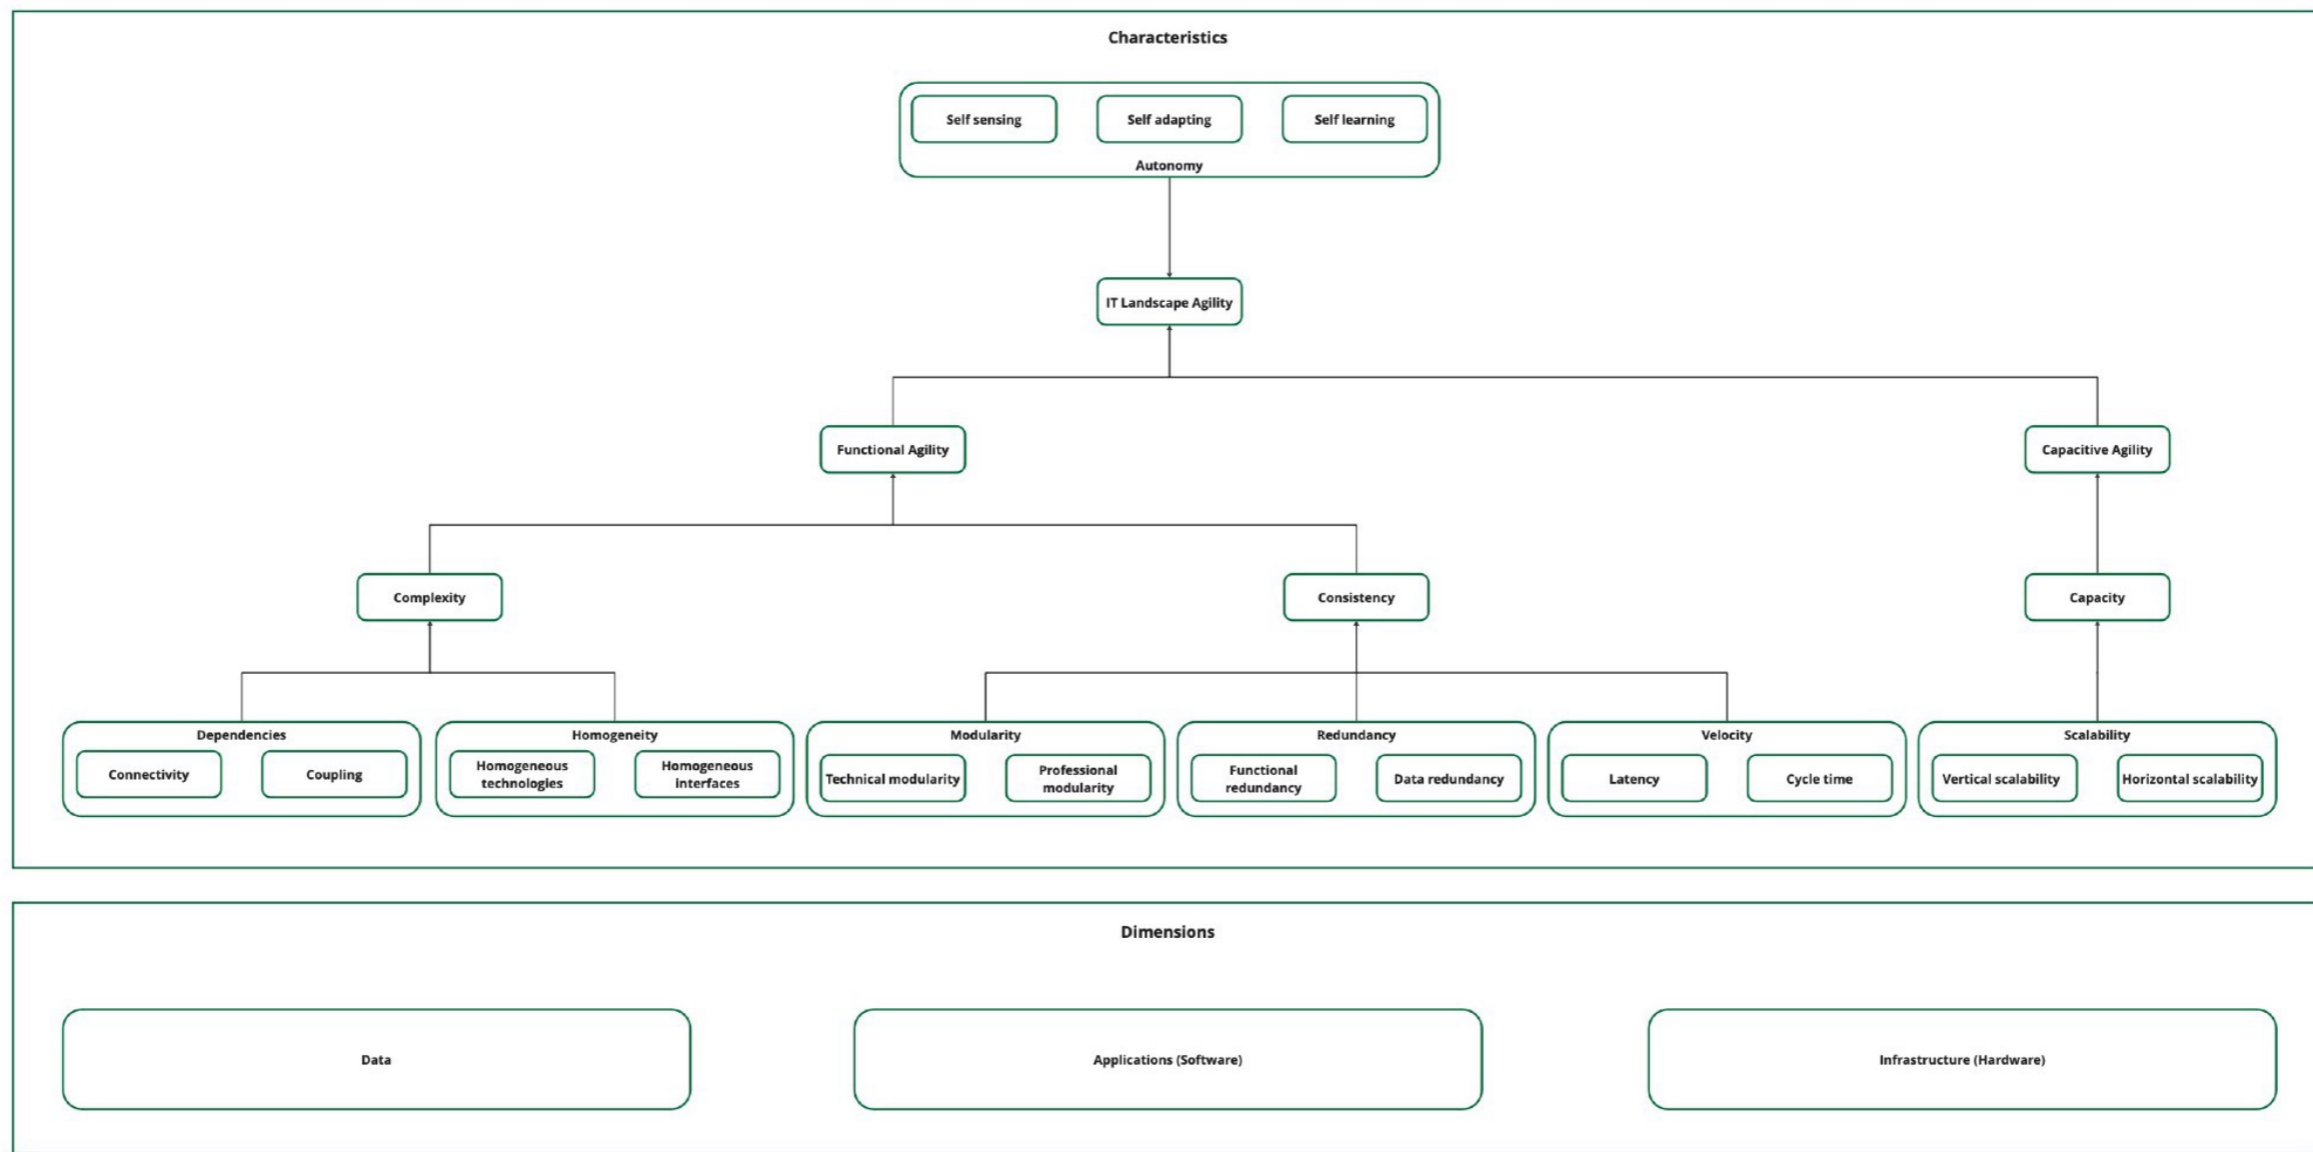 Characteristics
Self sensing
Self adapting
Self learning
Autonomy
IT Landscape Agility
Functional Agility
Capacitive Agility
Complexity
Consistency
Capacity
Dependencies
Connectivity
Coupling
Homogeneity
Homogeneous
technologies
Homogeneous
interfaces
Modularity
Technical modularity
Professional
modularity
Redundancy
Functional
redundancy
Data redundancy
Velocity
Latency
Cycle time
Scalability
Vertical scalability
Horizontal scalability
Dimensions
Data
Applications (Software)
Infrastructure (Hardware)